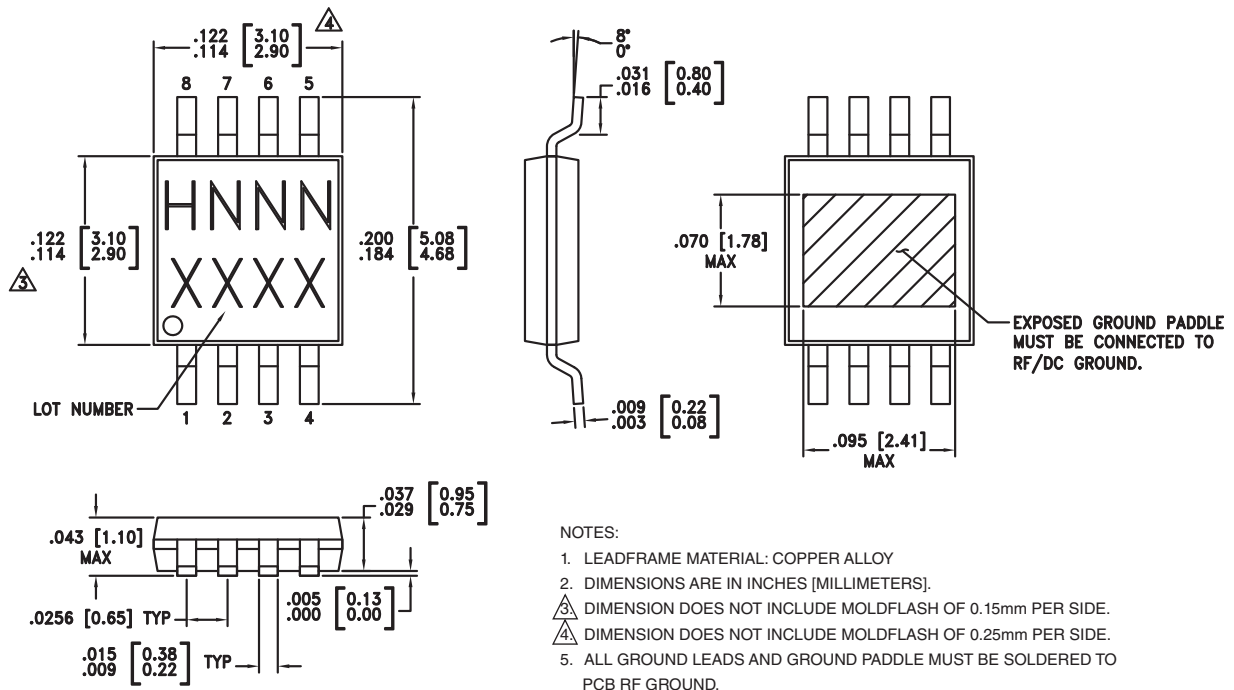 .122 [3.10]
.114 [2.90]
4
8 7 6 5
HNNN
XXXX
.122 [3.10]
.114 [2.90]
3
.200 [5.08]
.184 [4.68]
LOT NUMBER
1 2 3 4
8°
0°
.031 [0.80]
.016 [0.40]
.009 [0.22]
.003 [0.08]
.070 [1.78]
MAX
EXPOSED GROUND PADDLE
MUST BE CONNECTED TO
RF/DC GROUND.
.095 [2.41]
MAX
.037 [0.95]
.029 [0.75]
.043 [1.10]
MAX
.005 [0.13]
.000 [0.00]
.0256 [0.65] TYP
.015 [0.38]
.009 [0.22]
TYP
NOTES:
1. LEADFRAME MATERIAL: COPPER ALLOY
2. DIMENSIONS ARE IN INCHES [MILLIMETERS].
3. DIMENSION DOES NOT INCLUDE MOLDFLASH OF 0.15mm PER SIDE.
4. DIMENSION DOES NOT INCLUDE MOLDFLASH OF 0.25mm PER SIDE.
5. ALL GROUND LEADS AND GROUND PADDLE MUST BE SOLDERED TO
PCB RF GROUND.